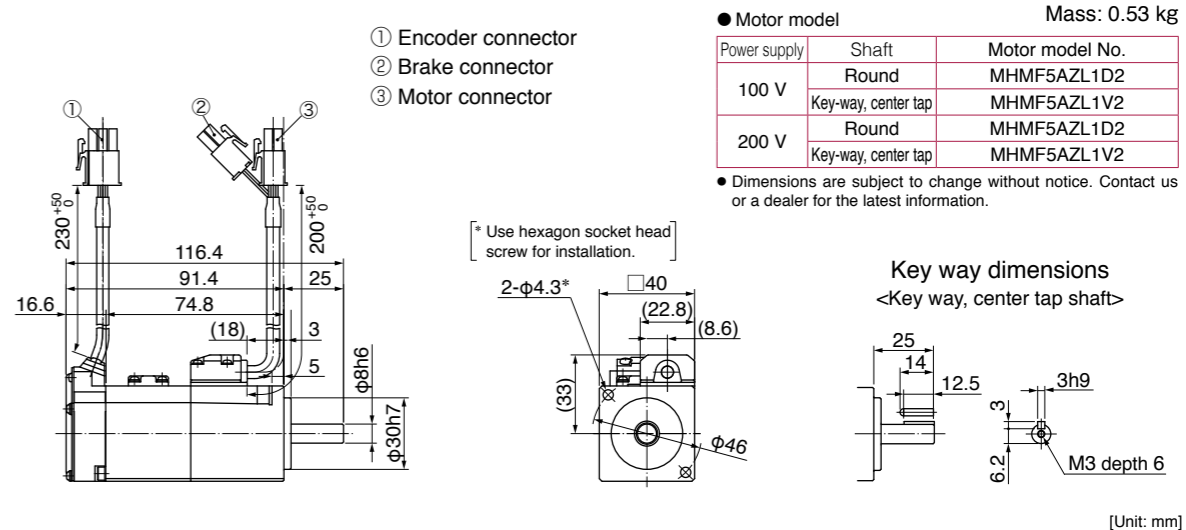 ① Encoder connector
② Brake connector
③ Motor connector
● Motor model
Mass: 0.53 kg
Power supply Shaft Motor model No.
100 V Round MHMF5AZL1D2
Key-way, center tap MHMF5AZL1V2
200 V Round MHMF5AZL1D2
Key-way, center tap MHMF5AZL1V2
● Dimensions are subject to change without notice. Contact us
or a dealer for the latest information.
① ② ③
230 +50 0
200 +50 0
116.4
91.4 25
16.6 74.8
(18) 3
5
φ8h6
φ30h7
* Use hexagon socket head
screw for installation.
2-φ4.3*
□40
(22.8)
(8.6)
(33)
φ46
Key way dimensions
<Key way, center tap shaft>
25
14
12.5
3h9
3
6.2
M3 depth 6
[Unit: mm]